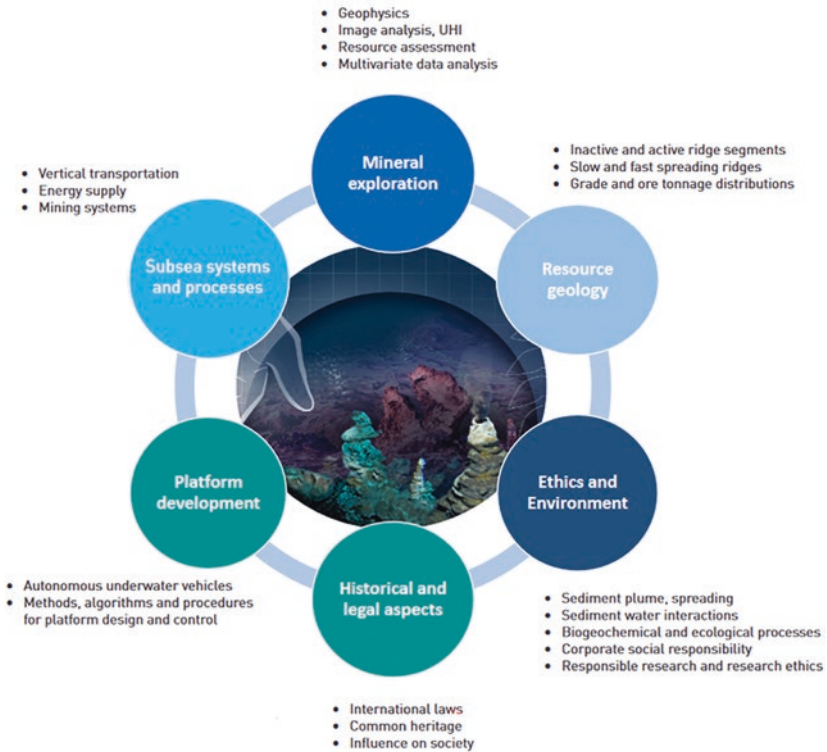 • Geophysics
• Image analysis, UHI
• Resource assessment
• Multivariate data analysis
Mineral
exploration
• Inactive and active ridge segments
• Slow and fast spreading ridges
• Grade and ore tonnage distributions
Resource
geology
Ethics and
Environment
• Sediment plume, spreading
• Sediment water interactions
• Biogeochemical and ecological processes
• Corporate social responsibility
• Responsible research and research ethics
Historical and
legal aspects
• International laws
• Common heritage
• Influence on society
Platform
development
• Autonomous underwater vehicles
• Methods, algorithms and procedures
for platform design and control
• Vertical transportation
• Energy supply
• Mining systems
Subsea systems
and processes